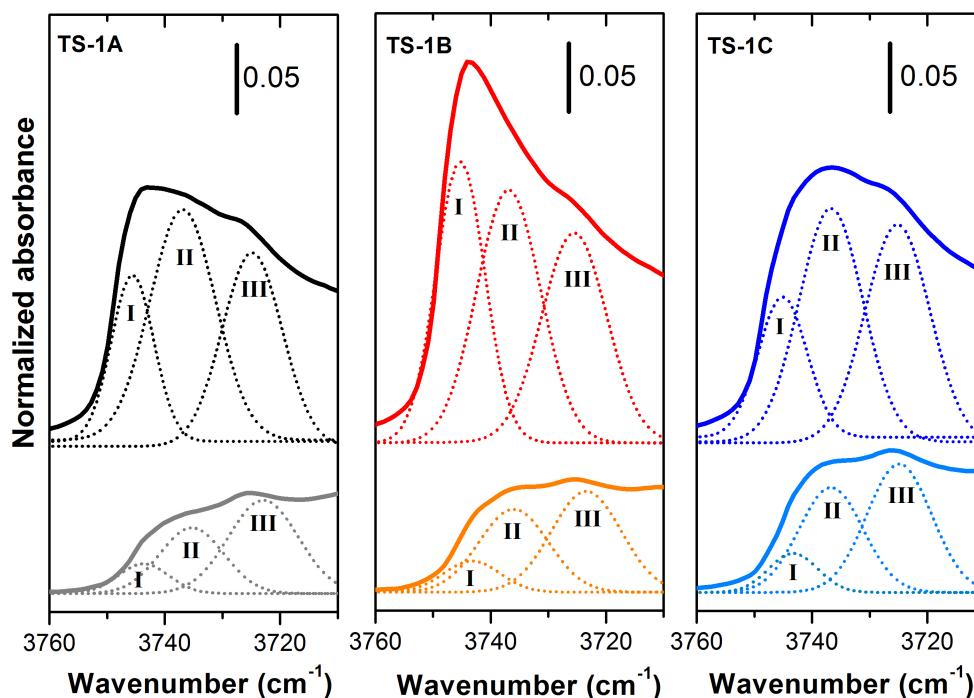 Normalized absorbance
TS-1A
0.05
I
II
III
I
II
III
3760
3740
3720
Wavenumber (cm⁻¹)
TS-1B
0.05
I
II
III
I
II
III
3760
3740
3720
Wavenumber (cm⁻¹)
TS-1C
0.05
I
II
III
I
II
III
3760
3740
3720
Wavenumber (cm⁻¹)